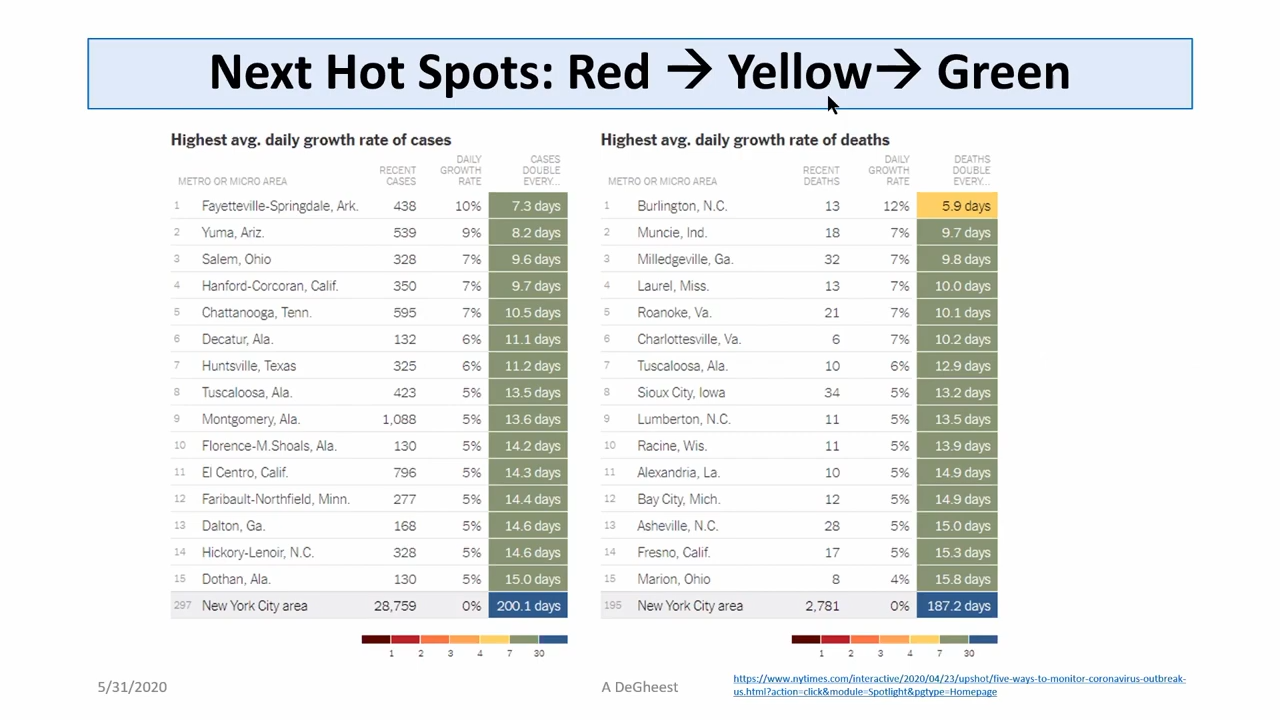 Next Hot Spots: Red → Yellow→ Green
Highest avg. daily growth rate of cases
METRO OR MICRO AREA RECENT CASES DAILY GROWTH RATE CASES DOUBLE EVERY...
1 Fayetteville-Springdale, Ark. 438 10% 7.3 days
2 Yuma, Ariz. 539 9% 8.2 days
3 Salem, Ohio 328 7% 9.6 days
4 Hanford-Corcoran, Calif. 350 7% 9.7 days
5 Chattanooga, Tenn. 595 7% 10.5 days
6 Decatur, Ala. 132 6% 11.1 days
7 Huntsville, Texas 325 6% 11.2 days
8 Tuscaloosa, Ala. 423 5% 13.5 days
9 Montgomery, Ala. 1,088 5% 13.6 days
10 Florence-M.Shoals, Ala. 130 5% 14.2 days
11 El Centro, Calif. 796 5% 14.3 days
12 Faribault-Northfield, Minn. 277 5% 14.4 days
13 Dalton, Ga. 168 5% 14.6 days
14 Hickory-Lenoir, N.C. 328 5% 14.6 days
15 Dothan, Ala. 130 5% 15.0 days
297 New York City area 28,759 0% 200.1 days
1 2 3 4 7 30
Highest avg. daily growth rate of deaths
METRO OR MICRO AREA RECENT DEATHS DAILY GROWTH RATE DEATHS DOUBLE EVERY...
1 Burlington, N.C. 13 12% 5.9 days
2 Muncie, Ind. 18 7% 9.7 days
3 Milledgeville, Ga. 32 7% 9.8 days
4 Laurel, Miss. 13 7% 10.0 days
5 Roanoke, Va. 21 7% 10.1 days
6 Charlottesville, Va. 6 7% 10.2 days
7 Tuscaloosa, Ala. 10 6% 12.9 days
8 Sioux City, Iowa 34 5% 13.2 days
9 Lumberton, N.C. 11 5% 13.5 days
10 Racine, Wis. 11 5% 13.9 days
11 Alexandria, La. 10 5% 14.9 days
12 Bay City, Mich. 12 5% 14.9 days
13 Asheville, N.C. 28 5% 15.0 days
14 Fresno, Calif. 17 5% 15.3 days
15 Marion, Ohio 8 4% 15.8 days
195 New York City area 2,781 0% 187.2 days
1 2 3 4 7 30
5/31/2020
A DeGheest
https://www.nytimes.com/interactive/2020/04/23/upshot/five-ways-to-monitor-coronavirus-outbreak-
us.html?action=click&module=Spotlight&pgtype=Homepage